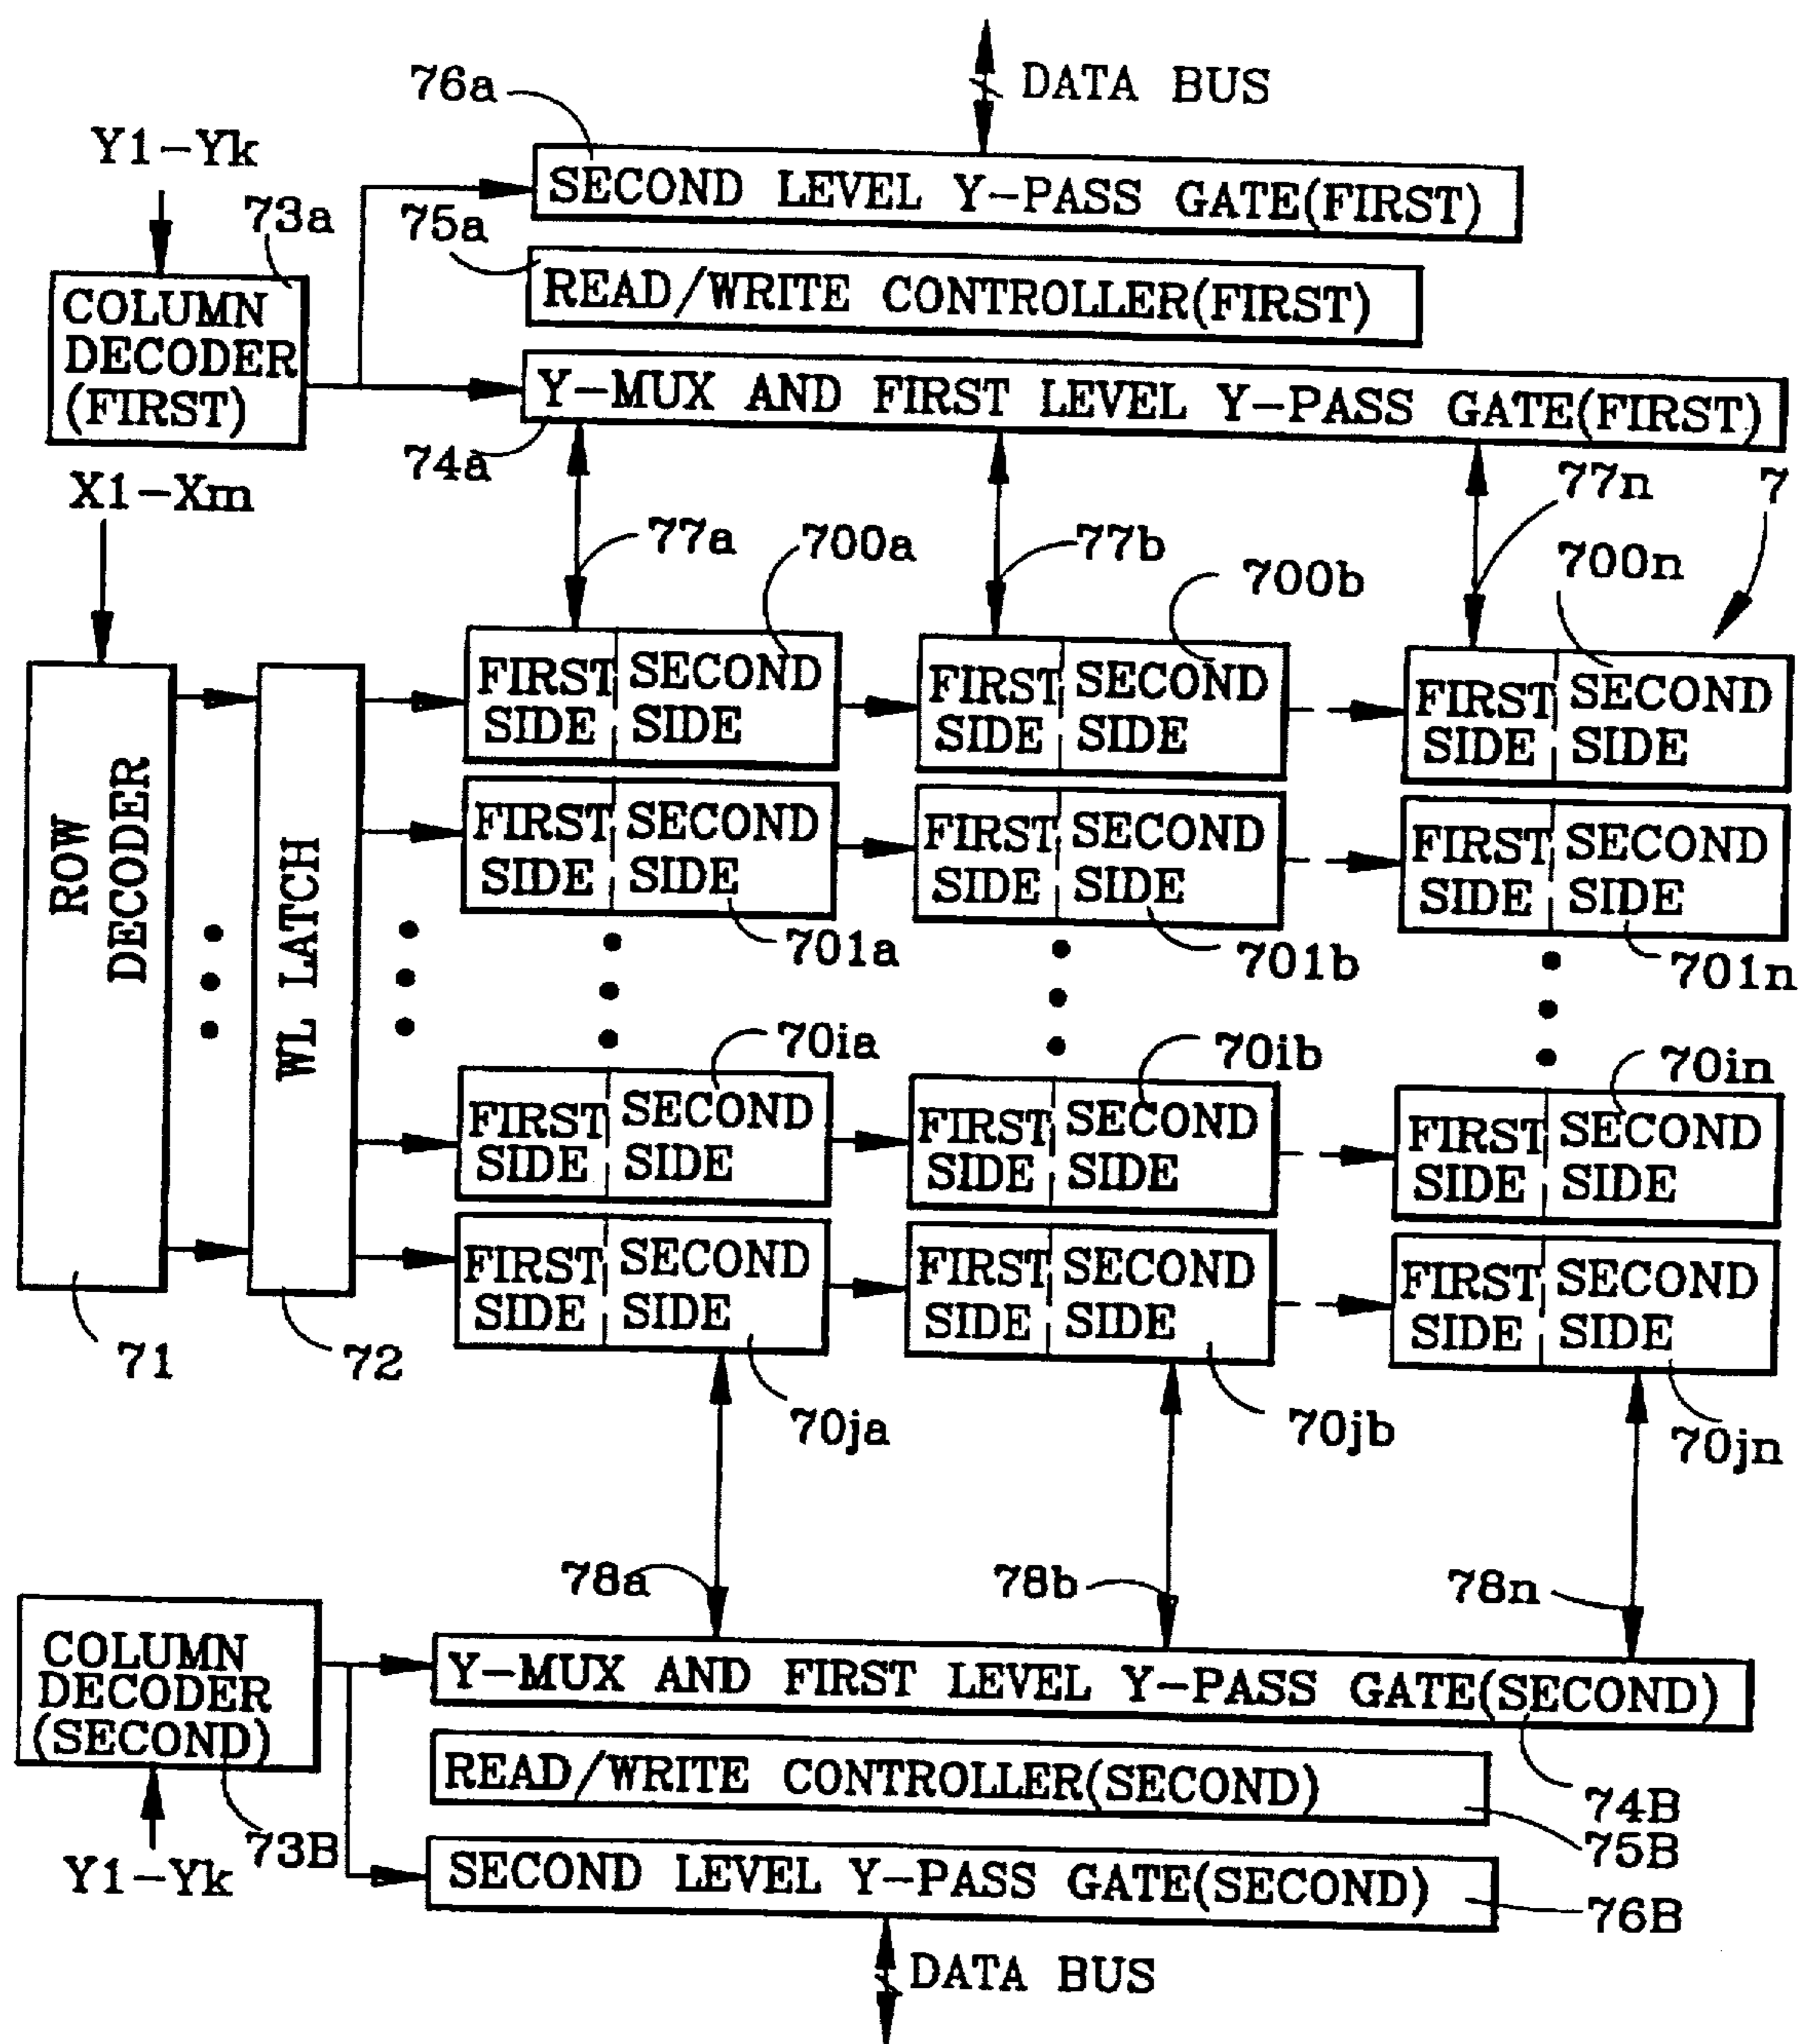 DATA BUS
76a
Y1-Yk
SECOND LEVEL Y-PASS GATE(FIRST)
73a
75a
READ/WRITE CONTROLLER(FIRST)
COLUMN
DECODER
(FIRST)
Y-MUX AND FIRST LEVEL Y-PASS GATE(FIRST)
74a
X1-Xm
77a
700a
77b
700b
77n
700n
7
FIRST SIDE
SECOND SIDE
FIRST SIDE
SECOND SIDE
FIRST SIDE
SECOND SIDE
FIRST SIDE
SECOND SIDE
FIRST SIDE
SECOND SIDE
FIRST SIDE
SECOND SIDE
ROW
DECODER
WL LATCH
701a
701b
701n
70ia
70ib
70in
FIRST SIDE
SECOND SIDE
FIRST SIDE
SECOND SIDE
FIRST SIDE
SECOND SIDE
FIRST SIDE
SECOND SIDE
FIRST SIDE
SECOND SIDE
FIRST SIDE
SECOND SIDE
71
72
70ja
70jb
70jn
78a
78b
78n
COLUMN
DECODER
(SECOND)
Y-MUX AND FIRST LEVEL Y-PASS GATE(SECOND)
READ/WRITE CONTROLLER(SECOND)
74B
75B
73B
Y1-Yk
SECOND LEVEL Y-PASS GATE(SECOND)
76B
DATA BUS